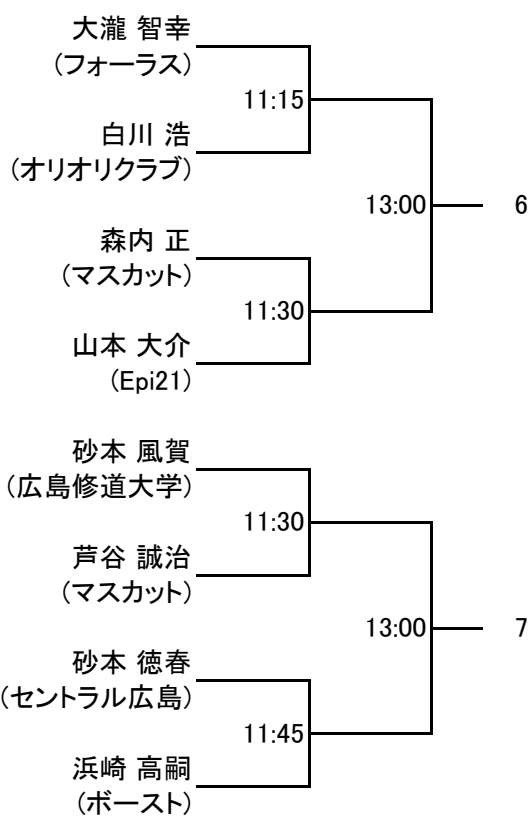 大瀧 智幸
(フォーラス)
11:15
白川 浩
(オリオリクラブ)
13:00
6
森内 正
(マスカット)
11:30
山本 大介
(Epi21)
砂本 風賀
(広島修道大学)
11:30
芦谷 誠治
(マスカット)
13:00
7
砂本 徳春
(セントラル広島)
11:45
浜崎 高嗣
(ボースト)